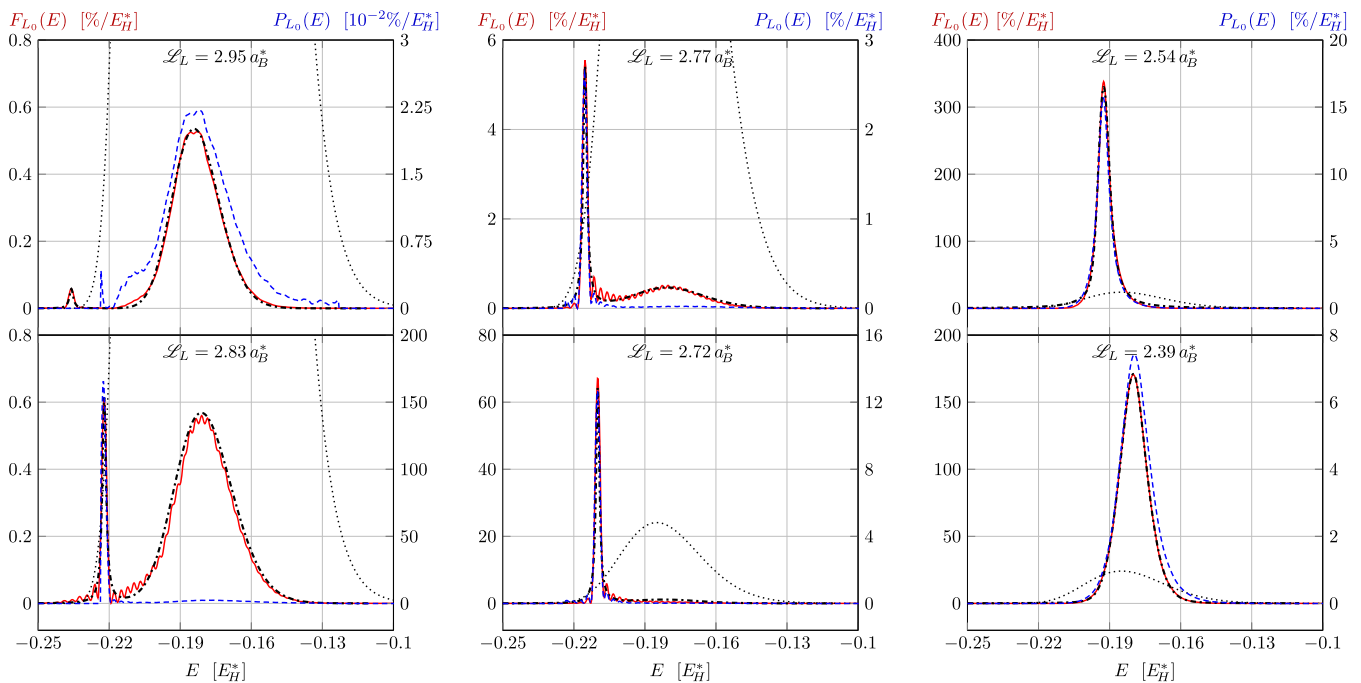 F_{L_0}(E) [%/E_H^*] P_{L_0}(E) [10^{-2}%/E_H^*] F_{L_0}(E) [%/E_H^*] P_{L_0}(E) [%/E_H^*] F_{L_0}(E) [%/E_H^*] P_{L_0}(E) [%/E_H^*]
0.8 3 6 3 400 20
ℒ_L = 2.95 a_B^* ℒ_L = 2.77 a_B^* ℒ_L = 2.54 a_B^*
0.6 2.25 300 15
4 2
0.4 1.5 200 10
2 1
0.2 0.75 100 5
0 0 0 0 0 0
0.8 200 80 16 200 8
ℒ_L = 2.83 a_B^* ℒ_L = 2.72 a_B^* ℒ_L = 2.39 a_B^*
0.6 150 60 12 150 6
0.4 100 40 8 100 4
0.2 50 20 4 50 2
0 0 0 0 0 0
−0.25 −0.22 −0.19 −0.16 −0.13 −0.1 −0.25 −0.22 −0.19 −0.16 −0.13 −0.1 −0.25 −0.22 −0.19 −0.16 −0.13 −0.1
E [E_H^*] E [E_H^*] E [E_H^*]